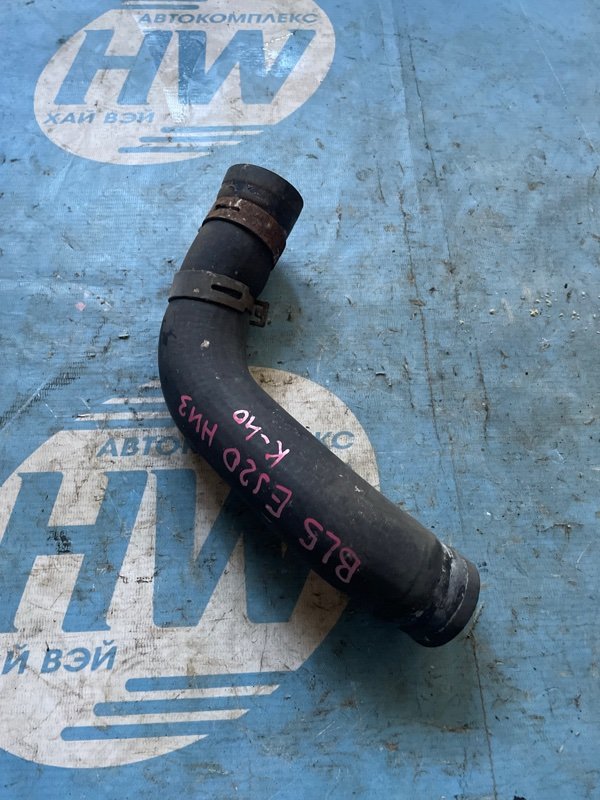 АВТОКОМПЛЕКС
HW
ХАЙ ВЭЙ
BL5 EJ20 НИЗ
К-40
АВТОКОМПЛЕКС
HW
ХАЙ ВЭЙ